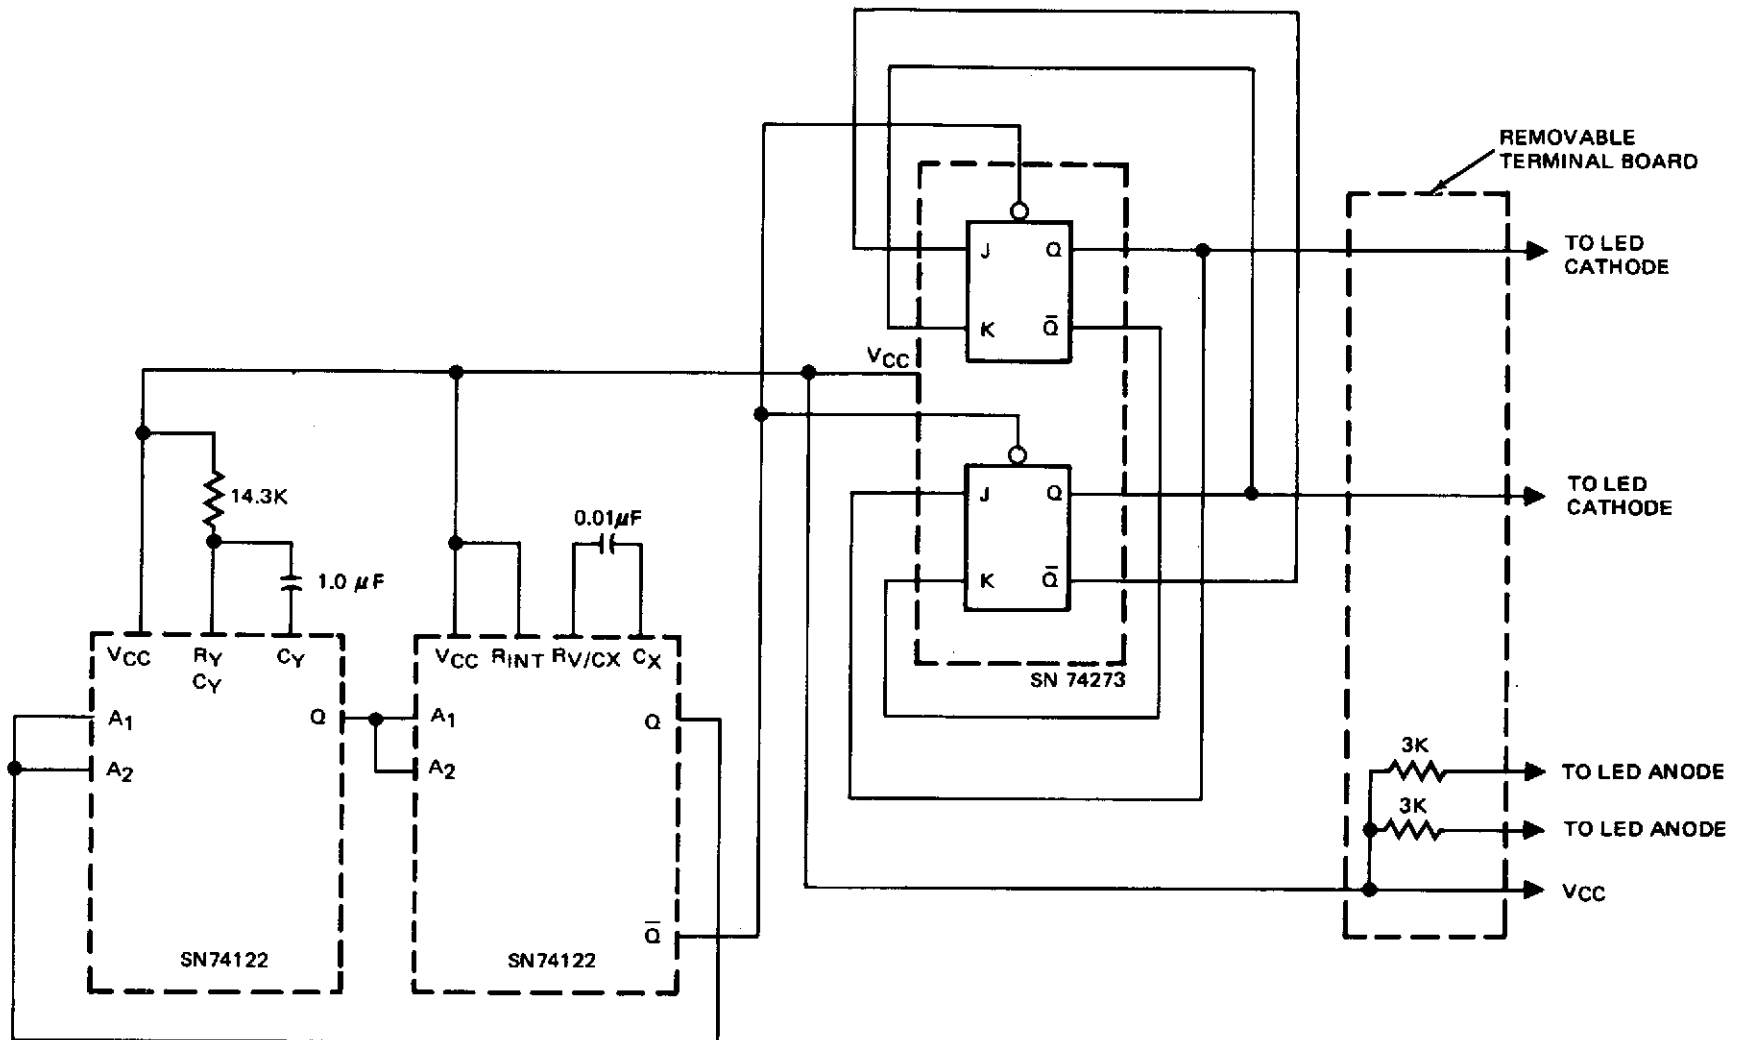 REMOVABLE
TERMINAL BOARD
J
Q
TO LED
CATHODE
K
Q̅
VCC
J
Q
TO LED
CATHODE
K
Q̅
14.3K
1.0 μF
0.01μF
VCC
RY
CY
CY
VCC
RINT
RV/CX
CX
SN 74273
A1
Q
A2
A1
Q
A2
Q̅
SN74122
SN74122
3K
TO LED ANODE
3K
TO LED ANODE
VCC